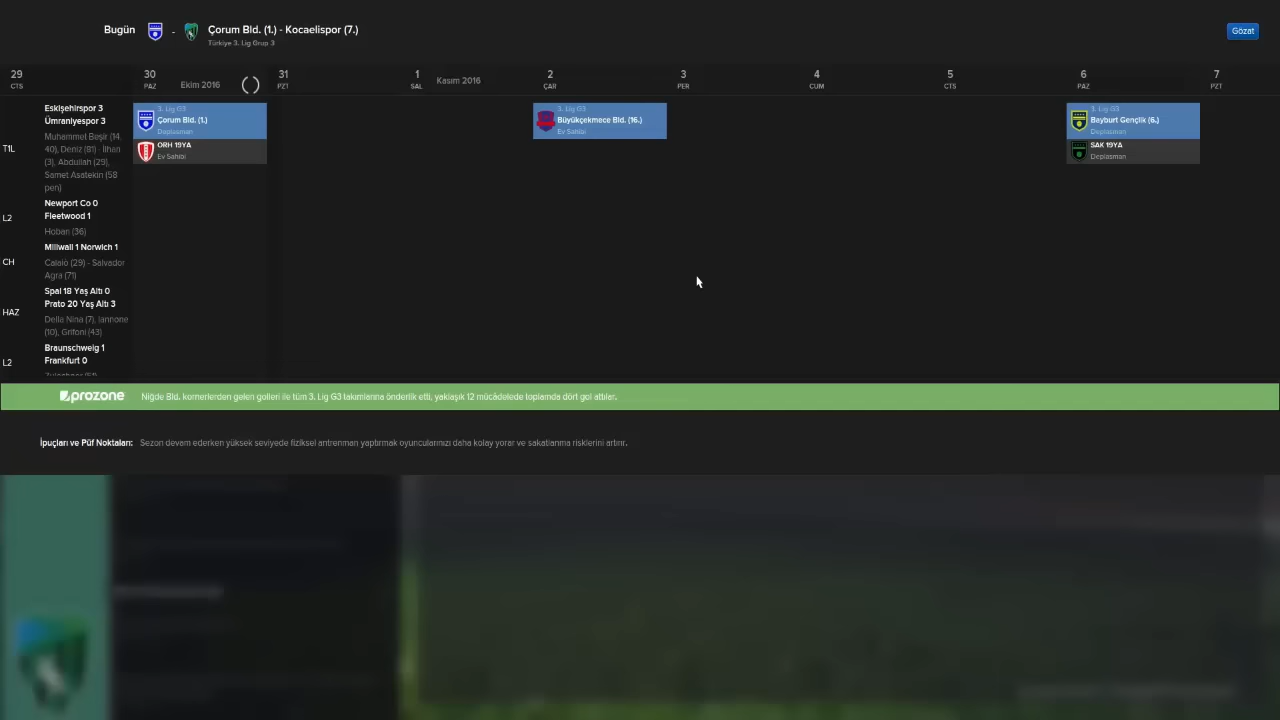 Bugün
-
Çorum Bld. (1.) - Kocaelispor (7.)
Türkiye 3. Lig Grup 3
Gözat
29
CTS
30
PAZ
Ekim 2016
31
PZT
1
SAL
Kasım 2016
2
ÇAR
3
PER
4
CUM
5
CTS
6
PAZ
7
PZT
T1L
Eskişehirspor 3
Ümraniyespor 3
Muhammet Beşir (14,
40), Deniz (81) - İlhan
(3), Abdullah (29),
Samet Asatekin (58
pen)
L2
Newport Co 0
Fleetwood 1
Hoban (36)
CH
Millwall 1 Norwich 1
Calaiò (29) - Salvador
Agra (71)
HAZ
Spal 18 Yaş Altı 0
Prato 20 Yaş Altı 3
Della Nina (7), Iannone
(10), Grifoni (43)
L2
Braunschweig 1
Frankfurt 0
3. Lig G3
Çorum Bld. (1.)
Deplasman
ORH 19YA
Ev Sahibi
3. Lig G3
Büyükçekmece Bld. (16.)
Ev Sahibi
3. Lig G3
Bayburt Gençlik (6.)
Deplasman
SAK 19YA
Deplasman
prozone
Niğde Bld. kornerlerden gelen golleri ile tüm 3. Lig G3 takımlarına önderlik etti, yaklaşık 12 mücâdelede toplamda dört gol attılar.
İpuçları ve Püf Noktaları: Sezon devam ederken yüksek seviyede fiziksel antrenman yaptırmak oyuncularınızı daha kolay yorar ve sakatlanma risklerini artırır.